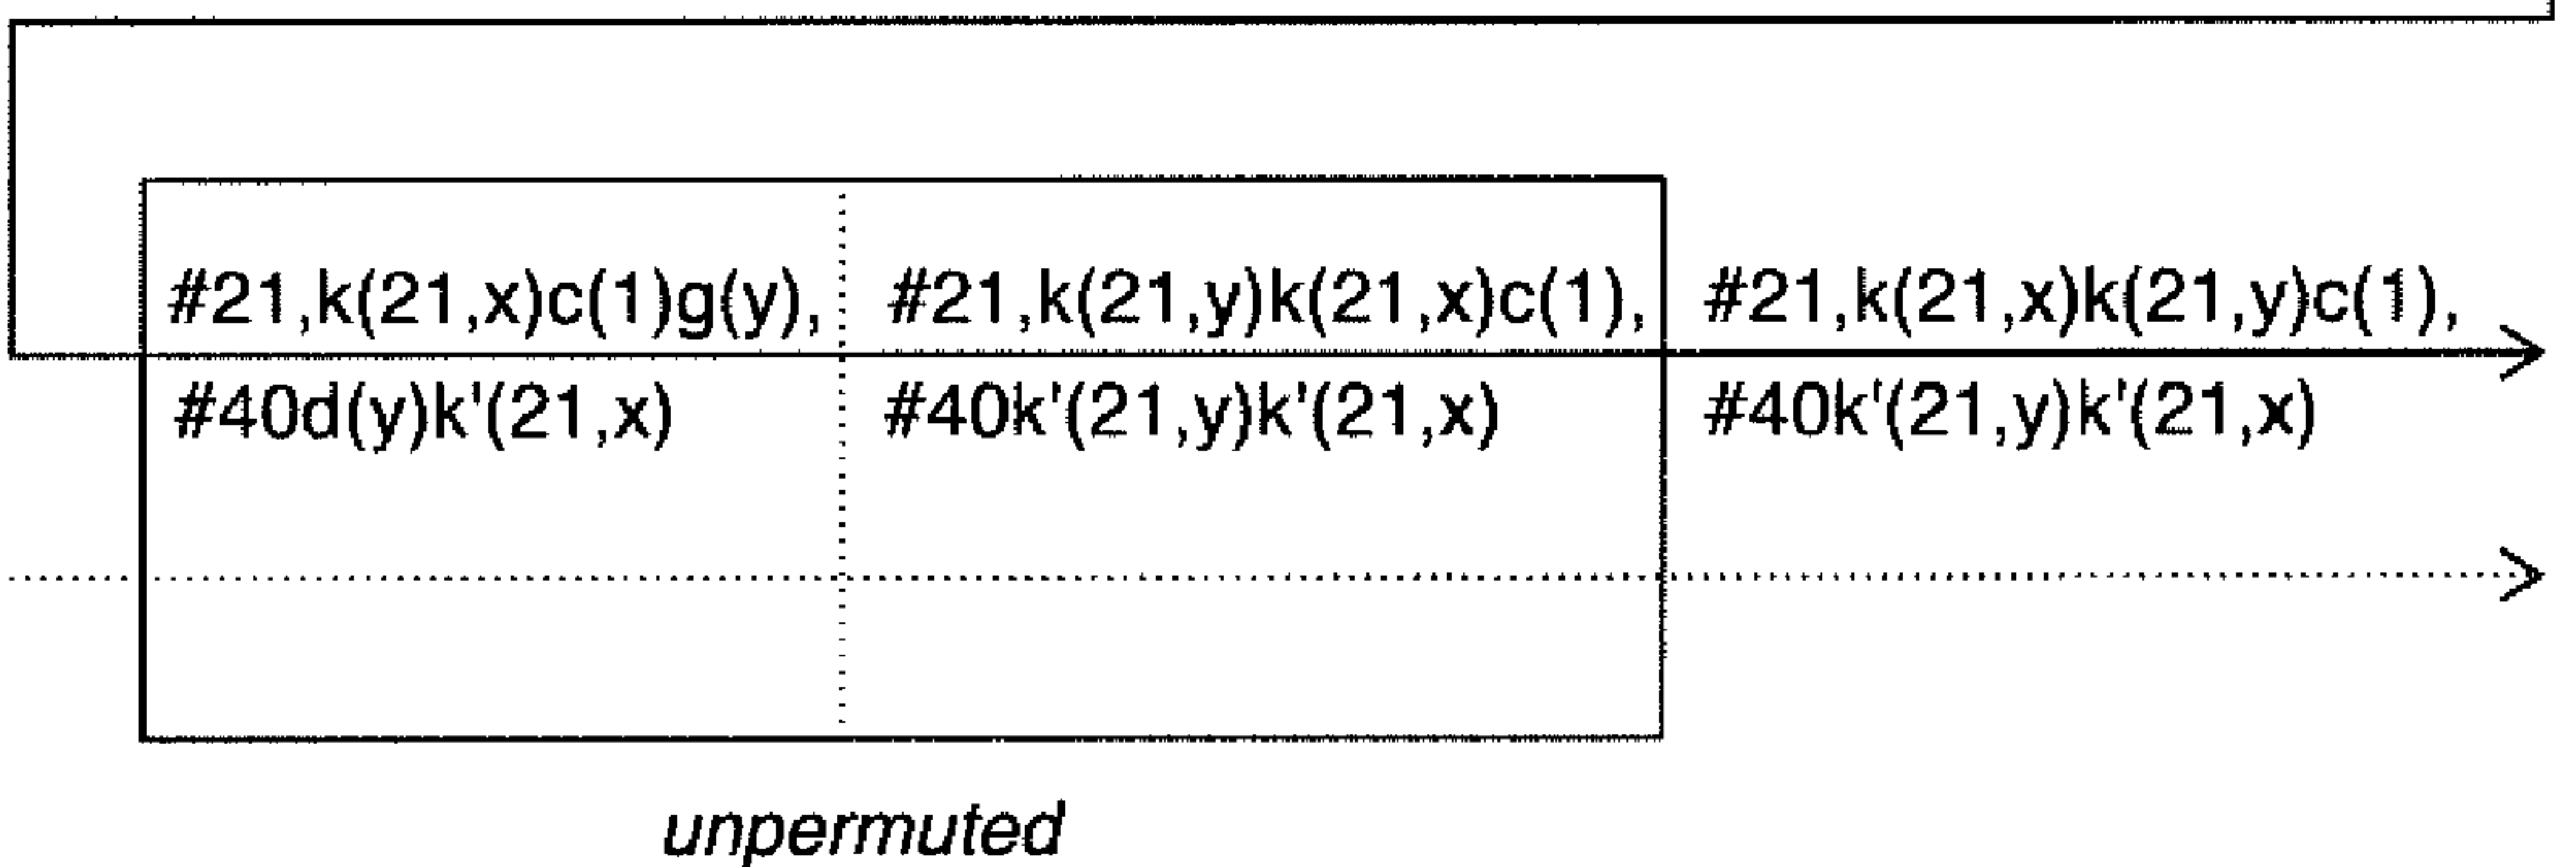 #21,k(21,x)c(1)g(y), #21,k(21,y)k(21,x)c(1), #21,k(21,x)k(21,y)c(1),
#40d(y)k'(21,x) #40k'(21,y)k'(21,x) #40k'(21,y)k'(21,x)
unpermuted